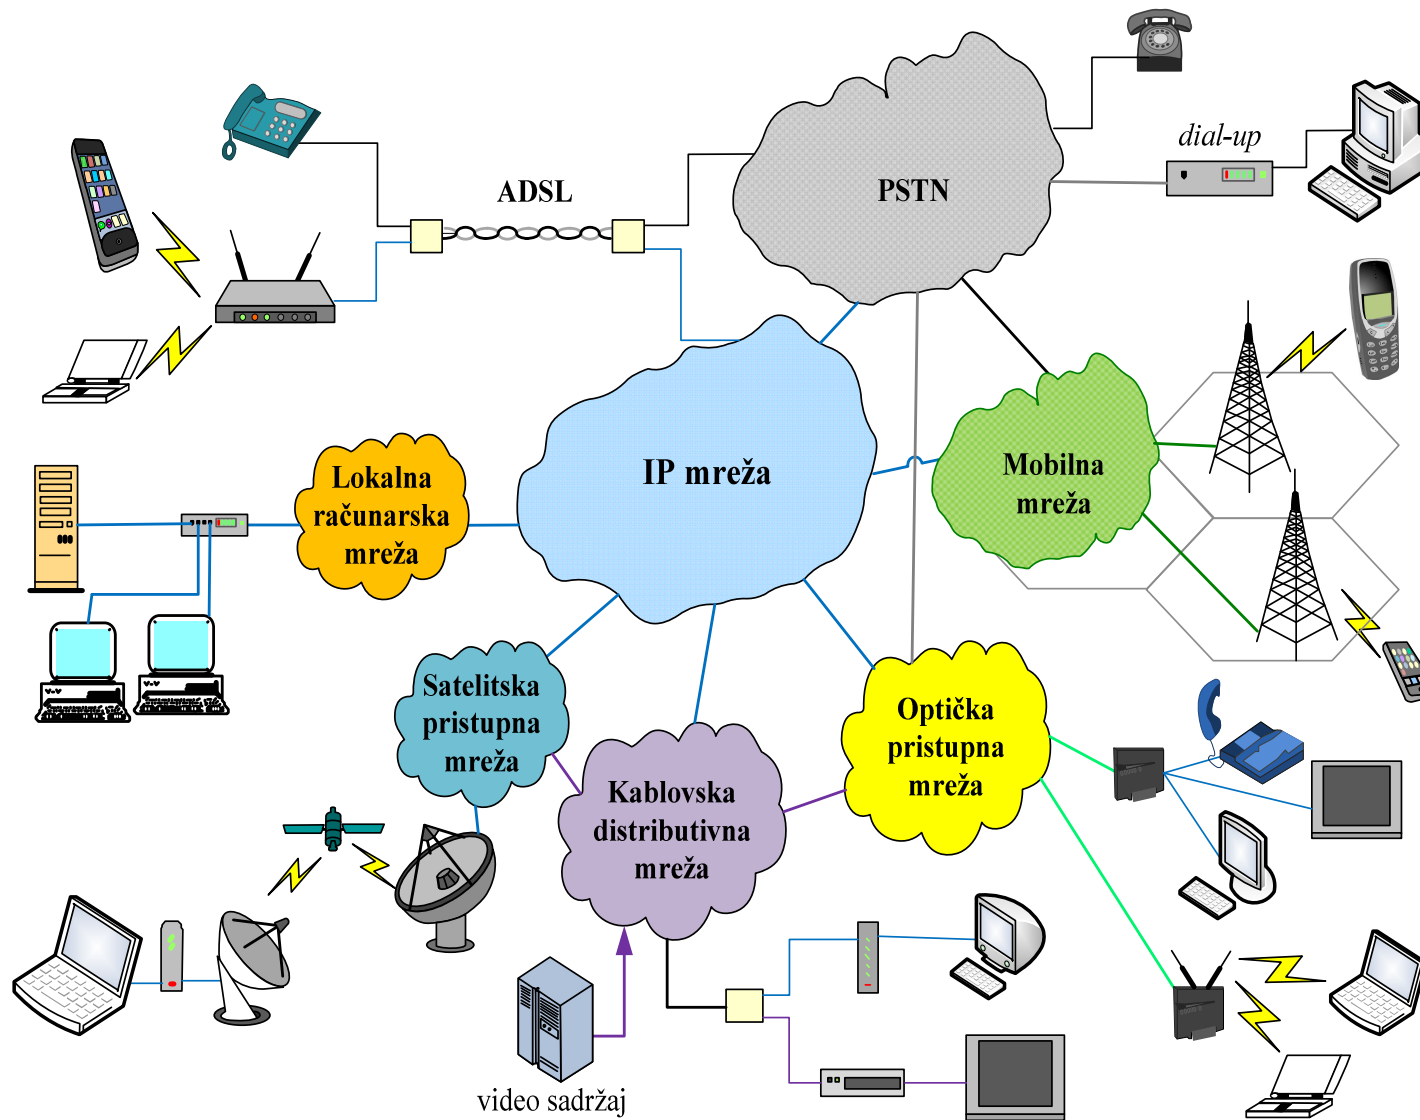 dial-up
ADSL
PSTN
IP mreža
Mobilna
mreža
Lokalna
računarska
mreža
Satelitska
pristupna
mreža
Optička
pristupna
mreža
Kablovska
distributivna
mreža
video sadržaj